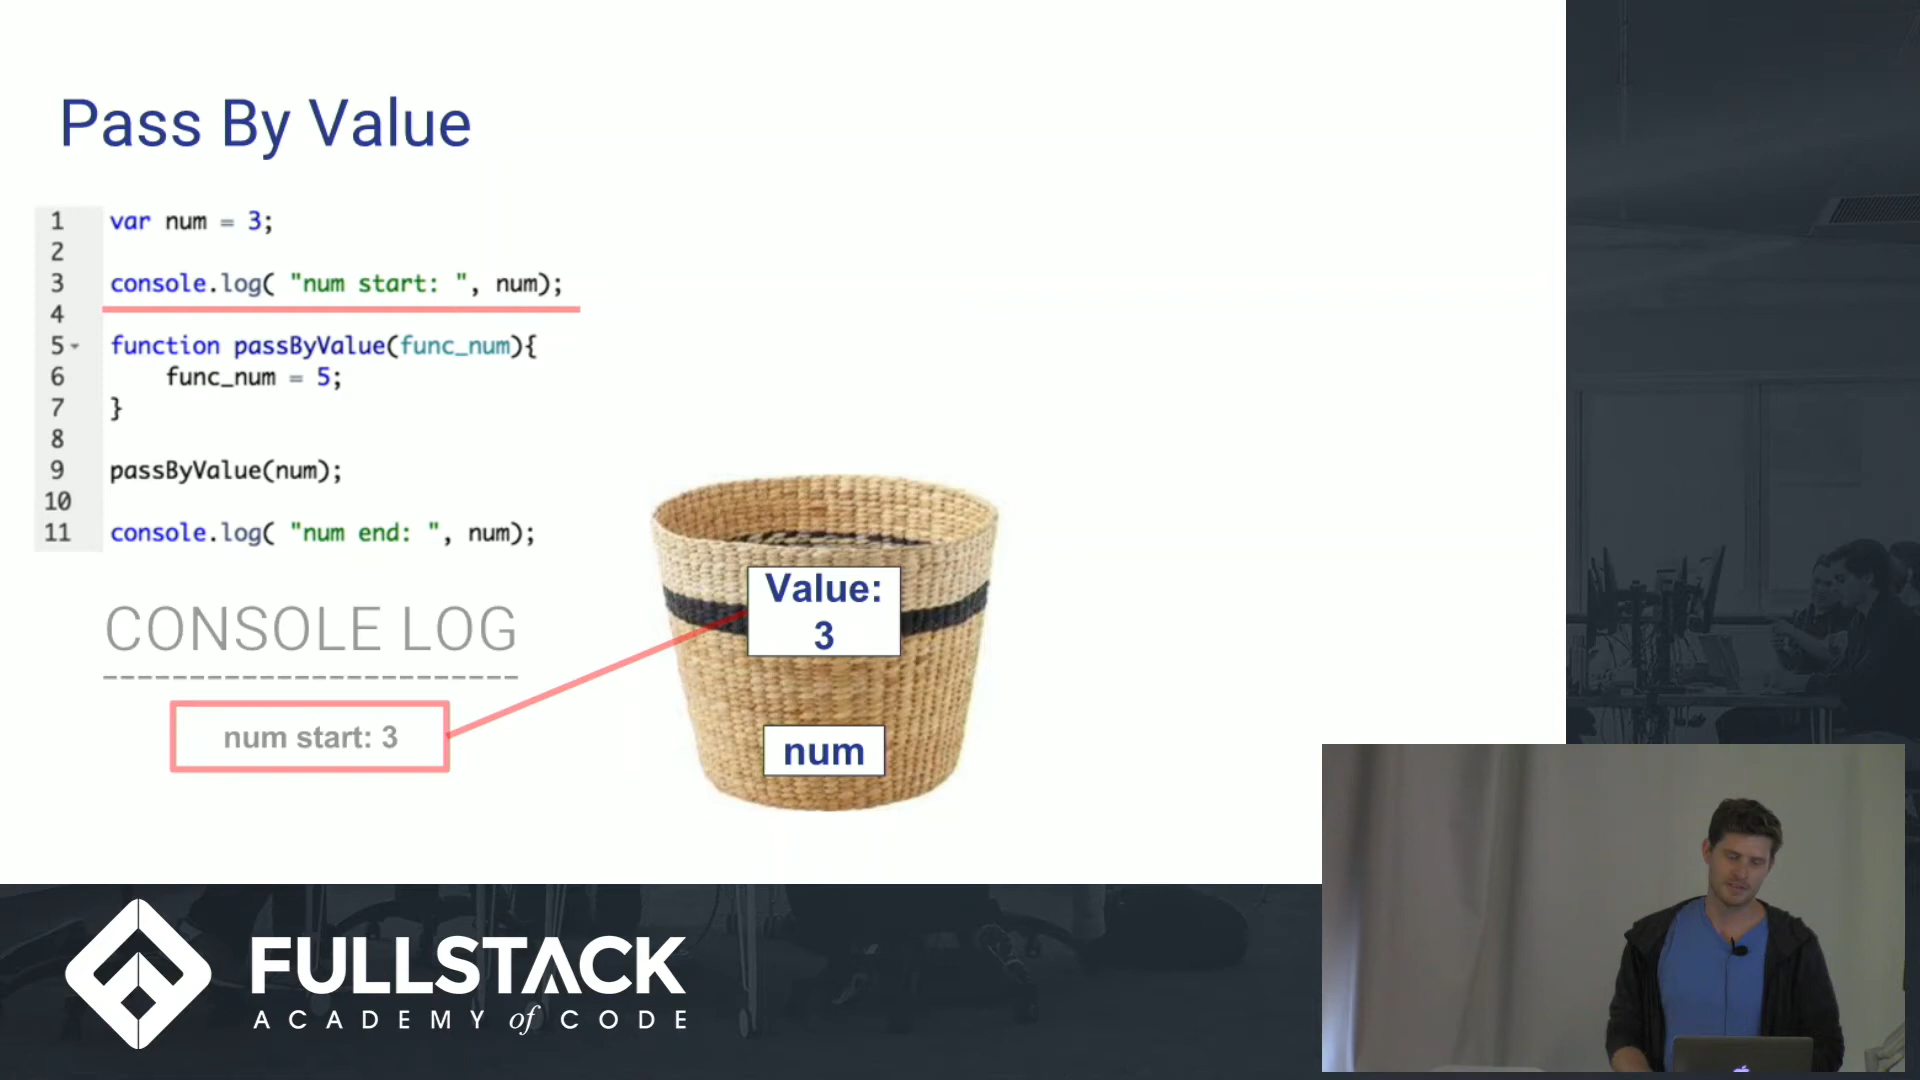 Pass By Value
1 var num = 3;
2
3 console.log( "num start: ", num);
4
5 function passByValue(func_num){
6 func_num = 5;
7 }
8
9 passByValue(num);
10
11 console.log( "num end: ", num);
CONSOLE LOG
-----------------------
num start: 3
Value:
3
num
FULLSTACK
ACADEMY of CODE